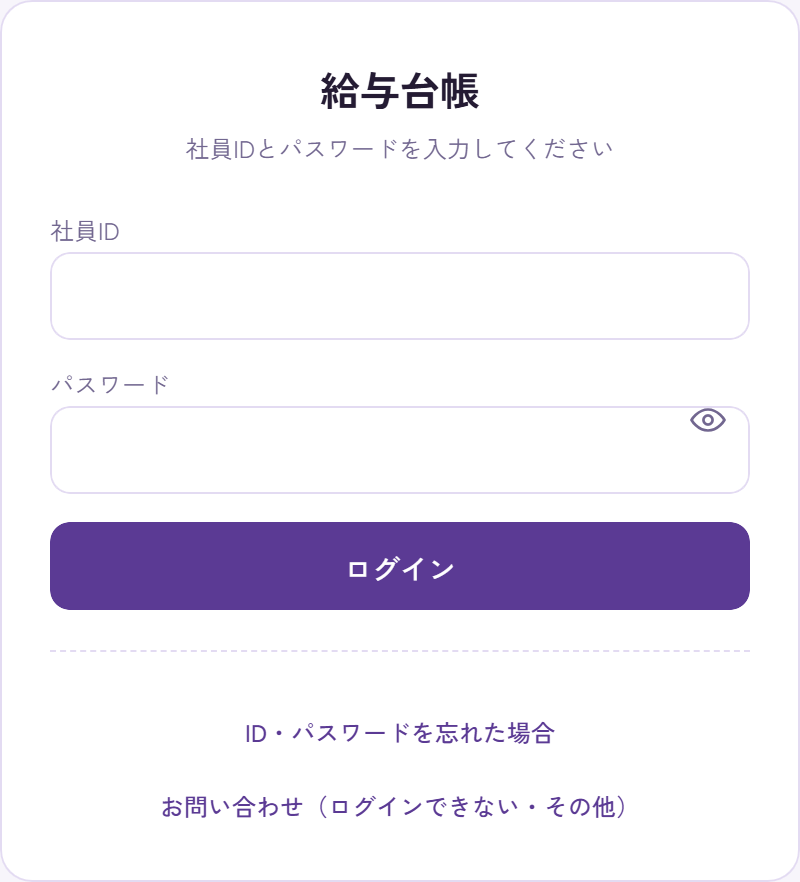 給与台帳
社員IDとパスワードを入力してください
社員ID
パスワード
ログイン
ID・パスワードを忘れた場合
お問い合わせ（ログインできない・その他）